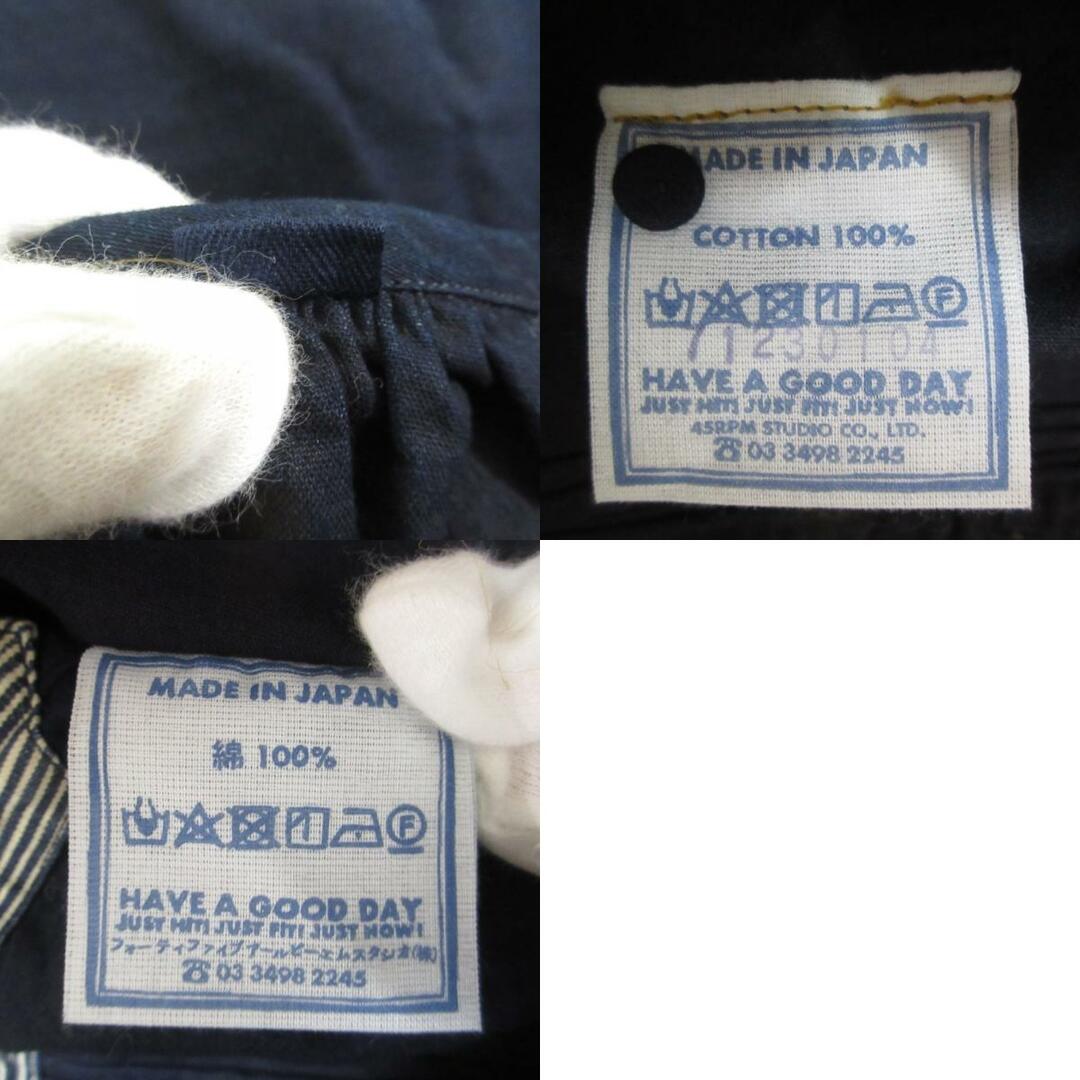 MADE IN JAPAN
COTTON 100%
F
71230104
HAVE A GOOD DAY
JUST HIT! JUST FIT! JUST NOW!
45RPM STUDIO CO., LTD.
☎ 03 3498 2245
MADE IN JAPAN
綿 100%
F
HAVE A GOOD DAY
JUST HIT! JUST FIT! JUST NOW!
フォーティファイブアールピーエムスタジオ(株)
☎ 03 3498 2245